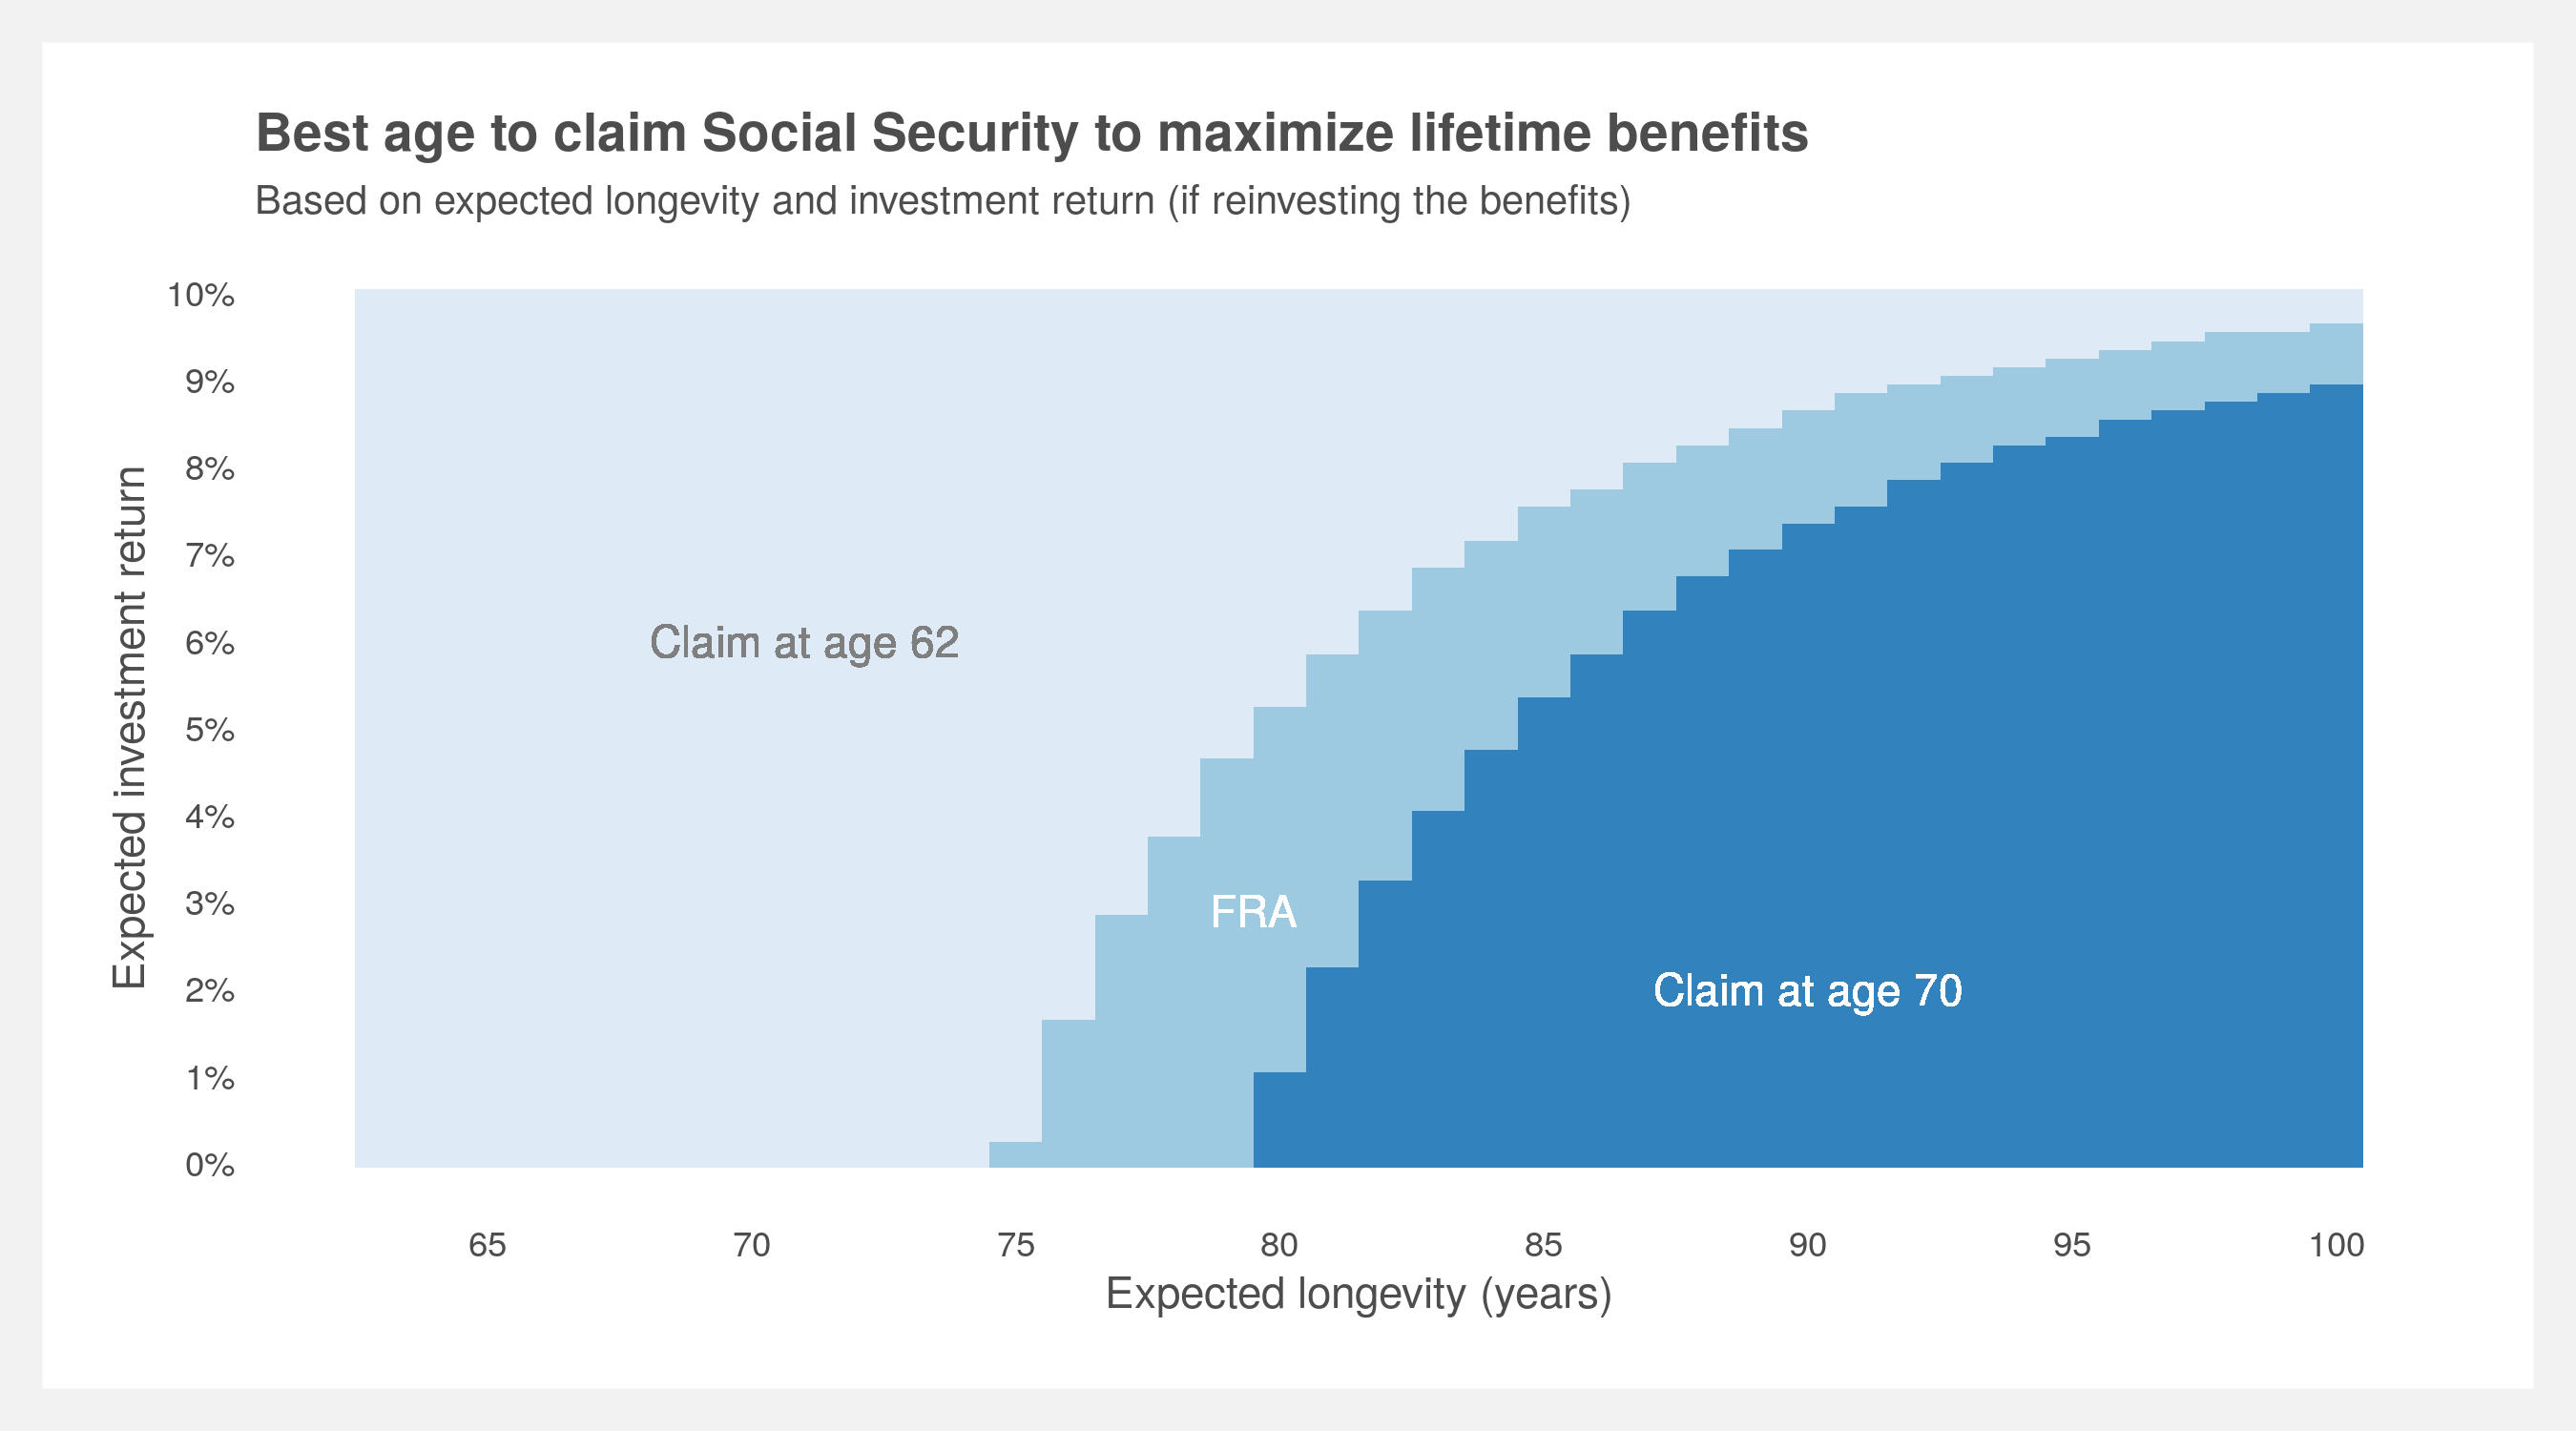 Best age to claim Social Security to maximize lifetime benefits
Based on expected longevity and investment return (if reinvesting the benefits)
Expected investment return
10%
9%
8%
7%
6%
5%
4%
3%
2%
1%
0%
Claim at age 62
FRA
Claim at age 70
65
70
75
80
85
90
95
100
Expected longevity (years)